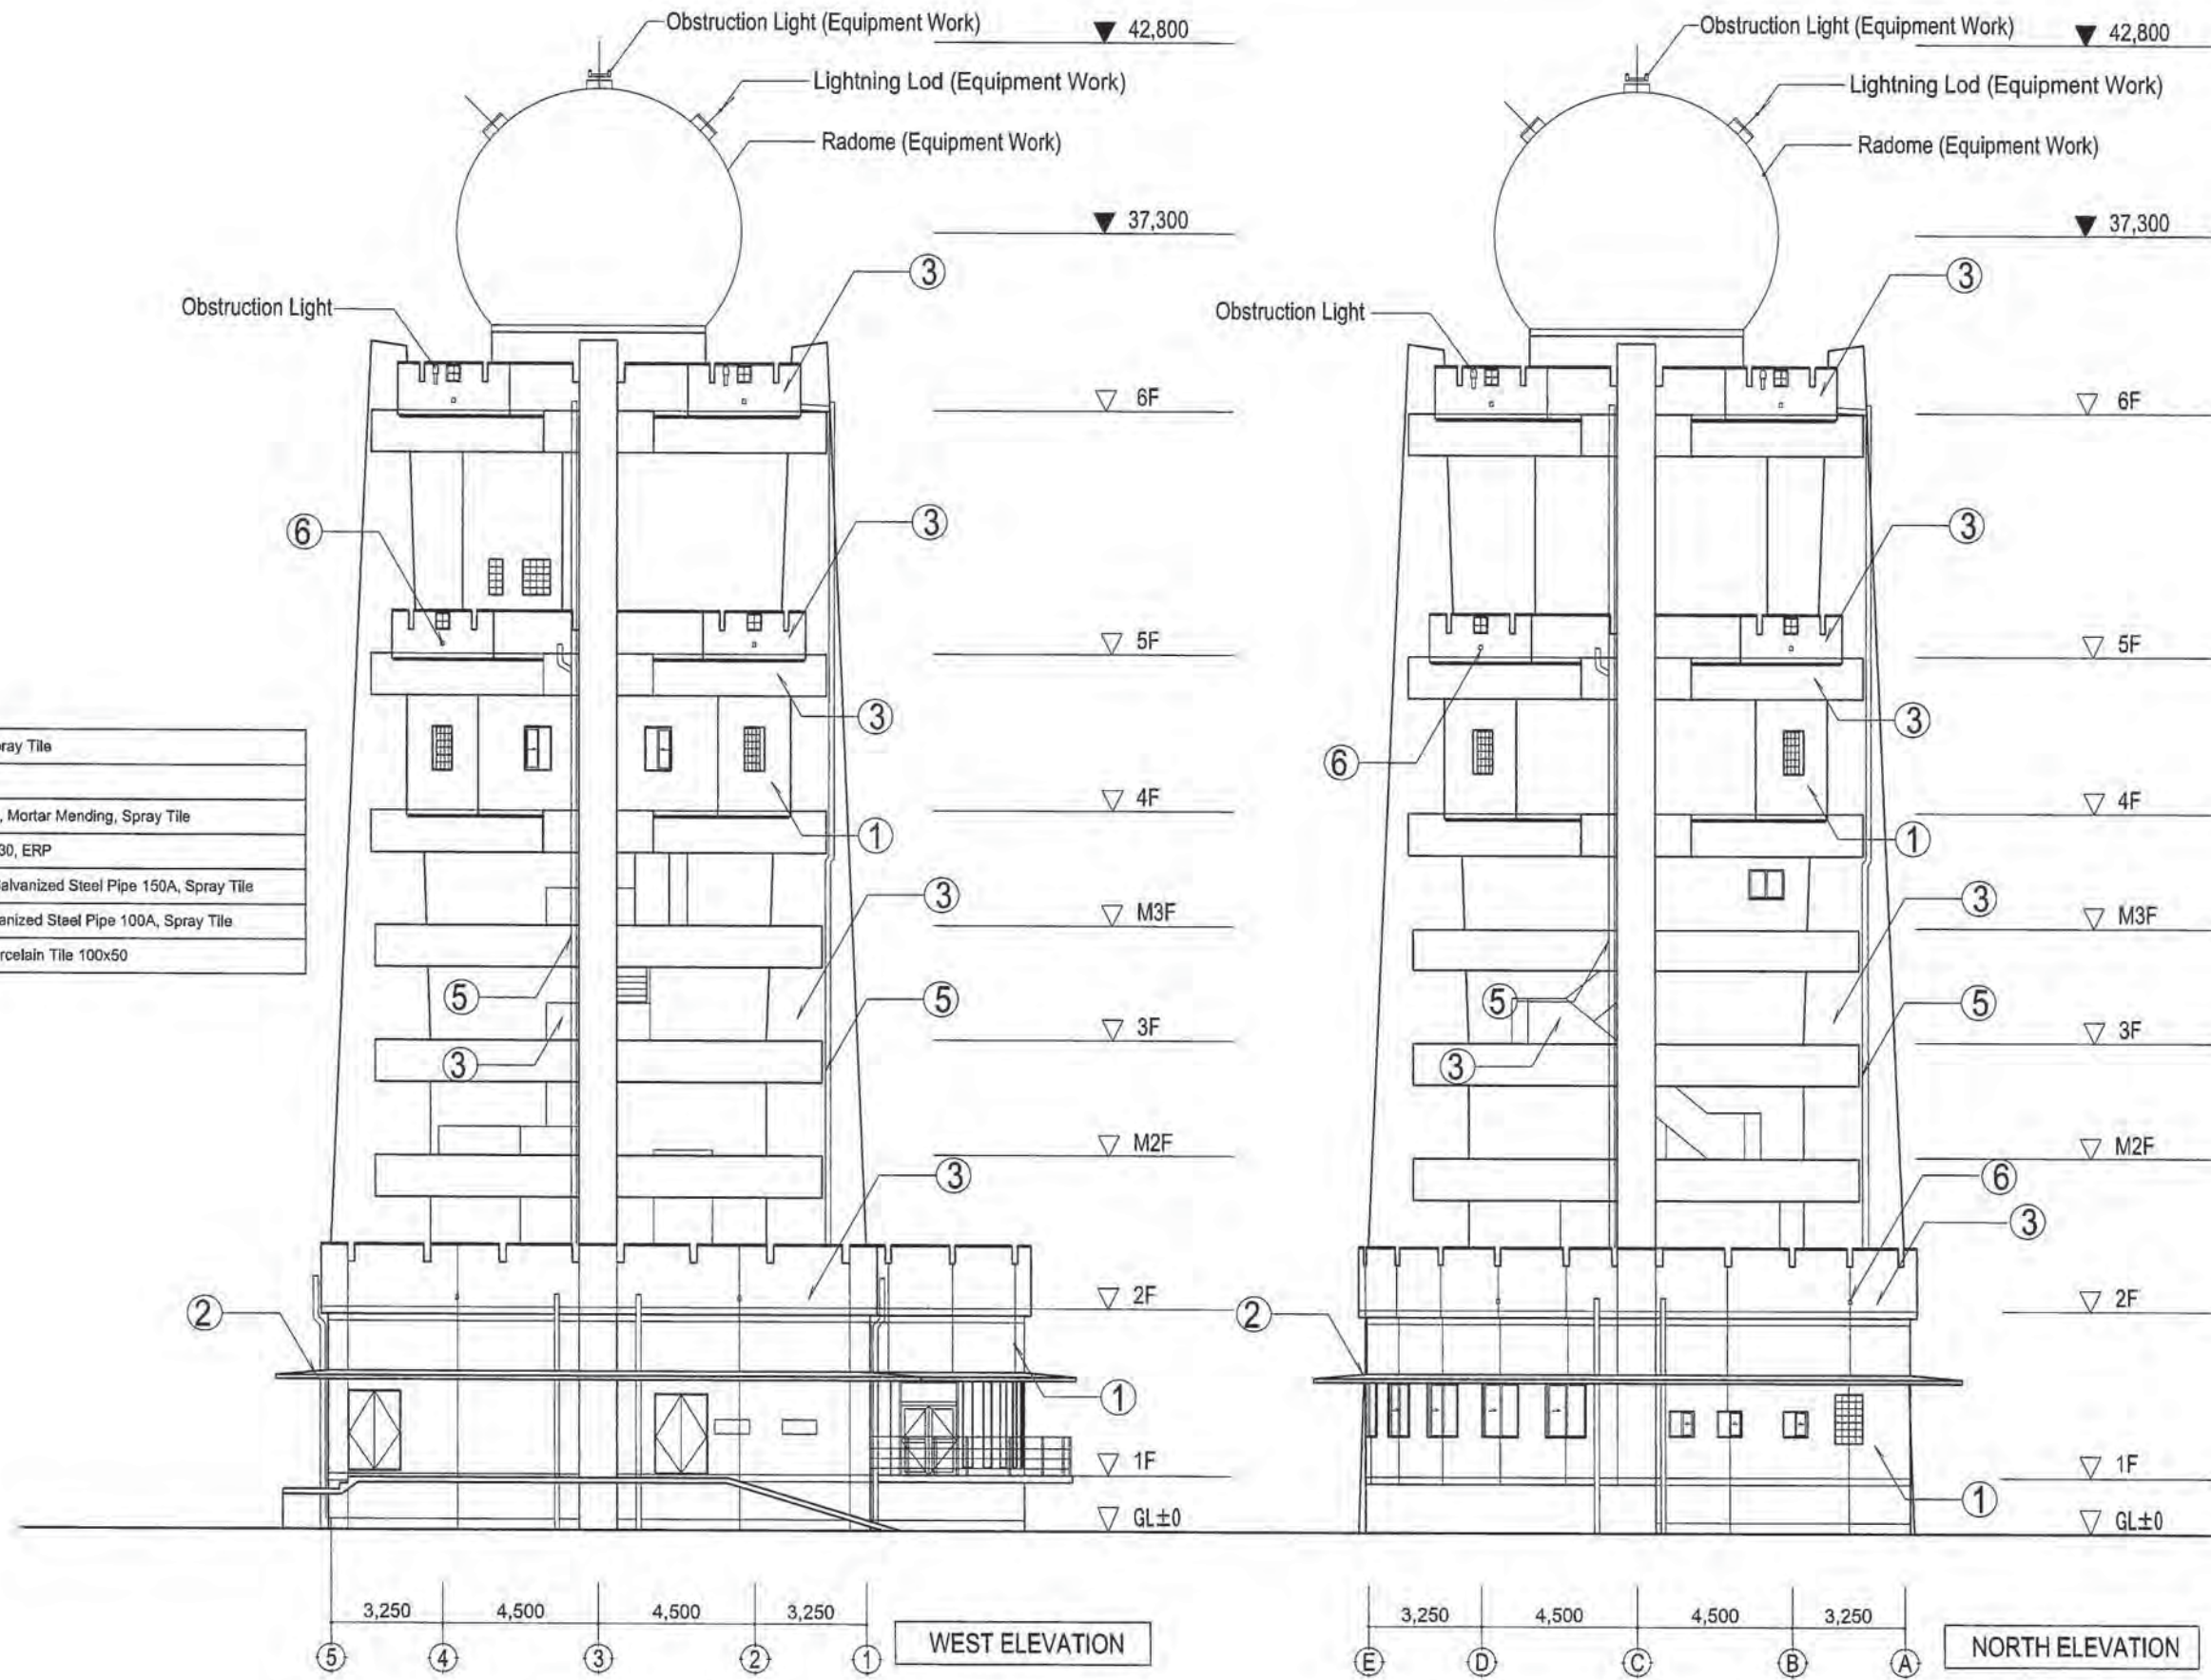 Obstruction Light (Equipment Work)
42,800
Lightning Lod (Equipment Work)
Radome (Equipment Work)
37,300
3
Obstruction Light
6F
6
3
5F
3
4F
1
3
M3F
5
5
3F
3
M2F
3
2
2F
1
1F
GL±0
3,250
4,500
4,500
3,250
5
4
3
2
1
WEST ELEVATION
Spray Tile
, Mortar Mending, Spray Tile
30, ERP
Galvanized Steel Pipe 150A, Spray Tile
anized Steel Pipe 100A, Spray Tile
rcelain Tile 100x50
Obstruction Light (Equipment Work)
42,800
Lightning Lod (Equipment Work)
Radome (Equipment Work)
37,300
3
Obstruction Light
6F
3
5F
6
3
4F
1
3
M3F
5
5
3F
3
M2F
6
3
2
2F
1F
1
GL±0
3,250
4,500
4,500
3,250
E
D
C
B
A
NORTH ELEVATION